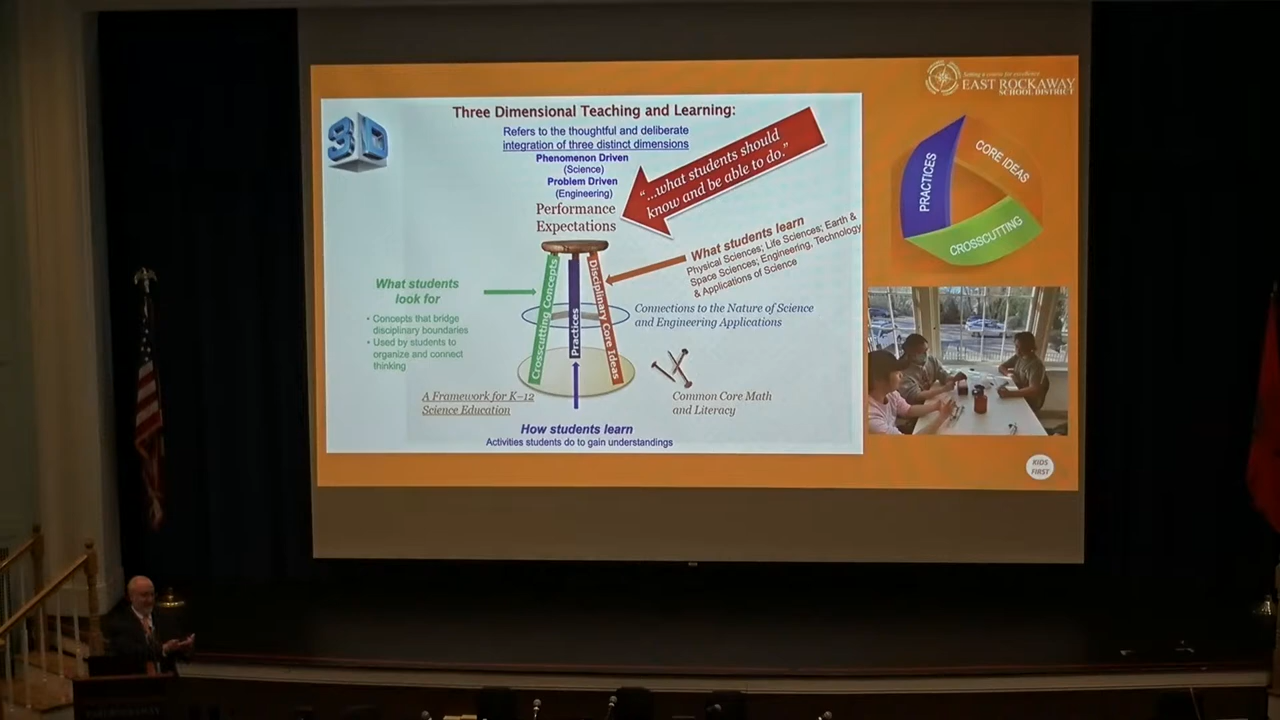 Setting a course for excellence
EAST ROCKAWAY
SCHOOL DISTRICT
3D
Three Dimensional Teaching and Learning:
Refers to the thoughtful and deliberate
integration of three distinct dimensions
Phenomenon Driven
(Science)
Problem Driven
(Engineering)
Performance
Expectations
"...what students should
know and be able to do."
What students learn
Physical Sciences; Life Sciences; Earth &
Space Sciences; Engineering, Technology
& Applications of Science
What students
look for
• Concepts that bridge
disciplinary boundaries
• Used by students to
organize and connect
thinking
Crosscutting Concepts
Practices
Disciplinary Core Ideas
Connections to the Nature of Science
and Engineering Applications
A Framework for K–12
Science Education
Common Core Math
and Literacy
How students learn
Activities students do to gain understandings
PRACTICES
CORE IDEAS
CROSSCUTTING
KIDS
FIRST